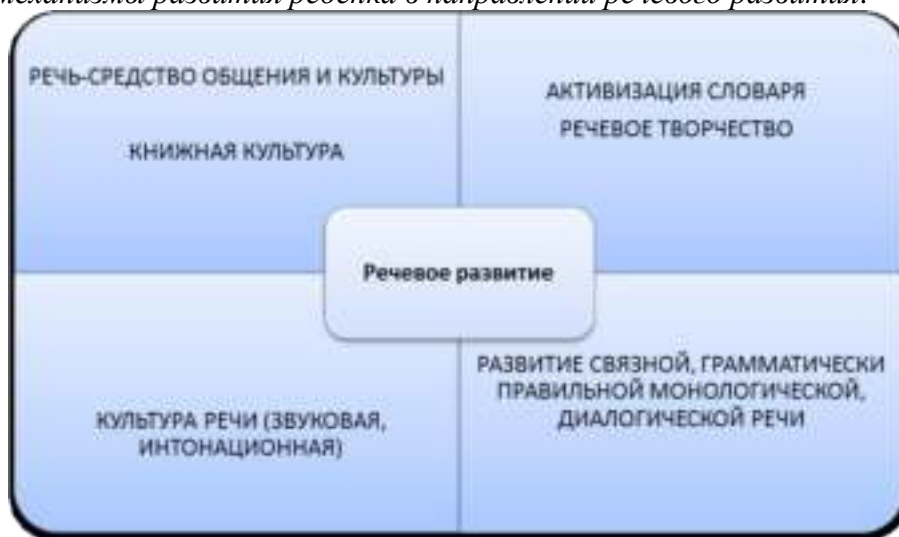 механизмы развития ребенка в направлении речевого развития:
РЕЧЬ-СРЕДСТВО ОБЩЕНИЯ И КУЛЬТУРЫ
КНИЖНАЯ КУЛЬТУРА
АКТИВИЗАЦИЯ СЛОВАРЯ
РЕЧЕВОЕ ТВОРЧЕСТВО
Речевое развитие
КУЛЬТУРА РЕЧИ (ЗВУКОВАЯ,
ИНТОНАЦИОННАЯ)
РАЗВИТИЕ СВЯЗНОЙ, ГРАММАТИЧЕСКИ
ПРАВИЛЬНОЙ МОНОЛОГИЧЕСКОЙ,
ДИАЛОГИЧЕСКОЙ РЕЧИ